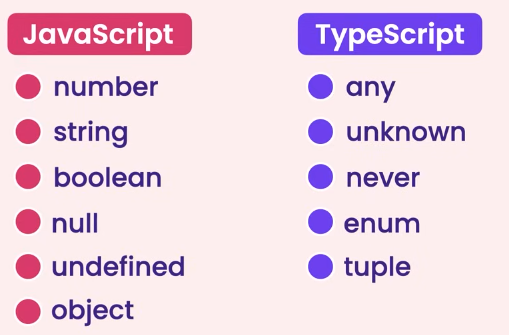 JavaScript
number
string
boolean
null
undefined
object
TypeScript
any
unknown
never
enum
tuple